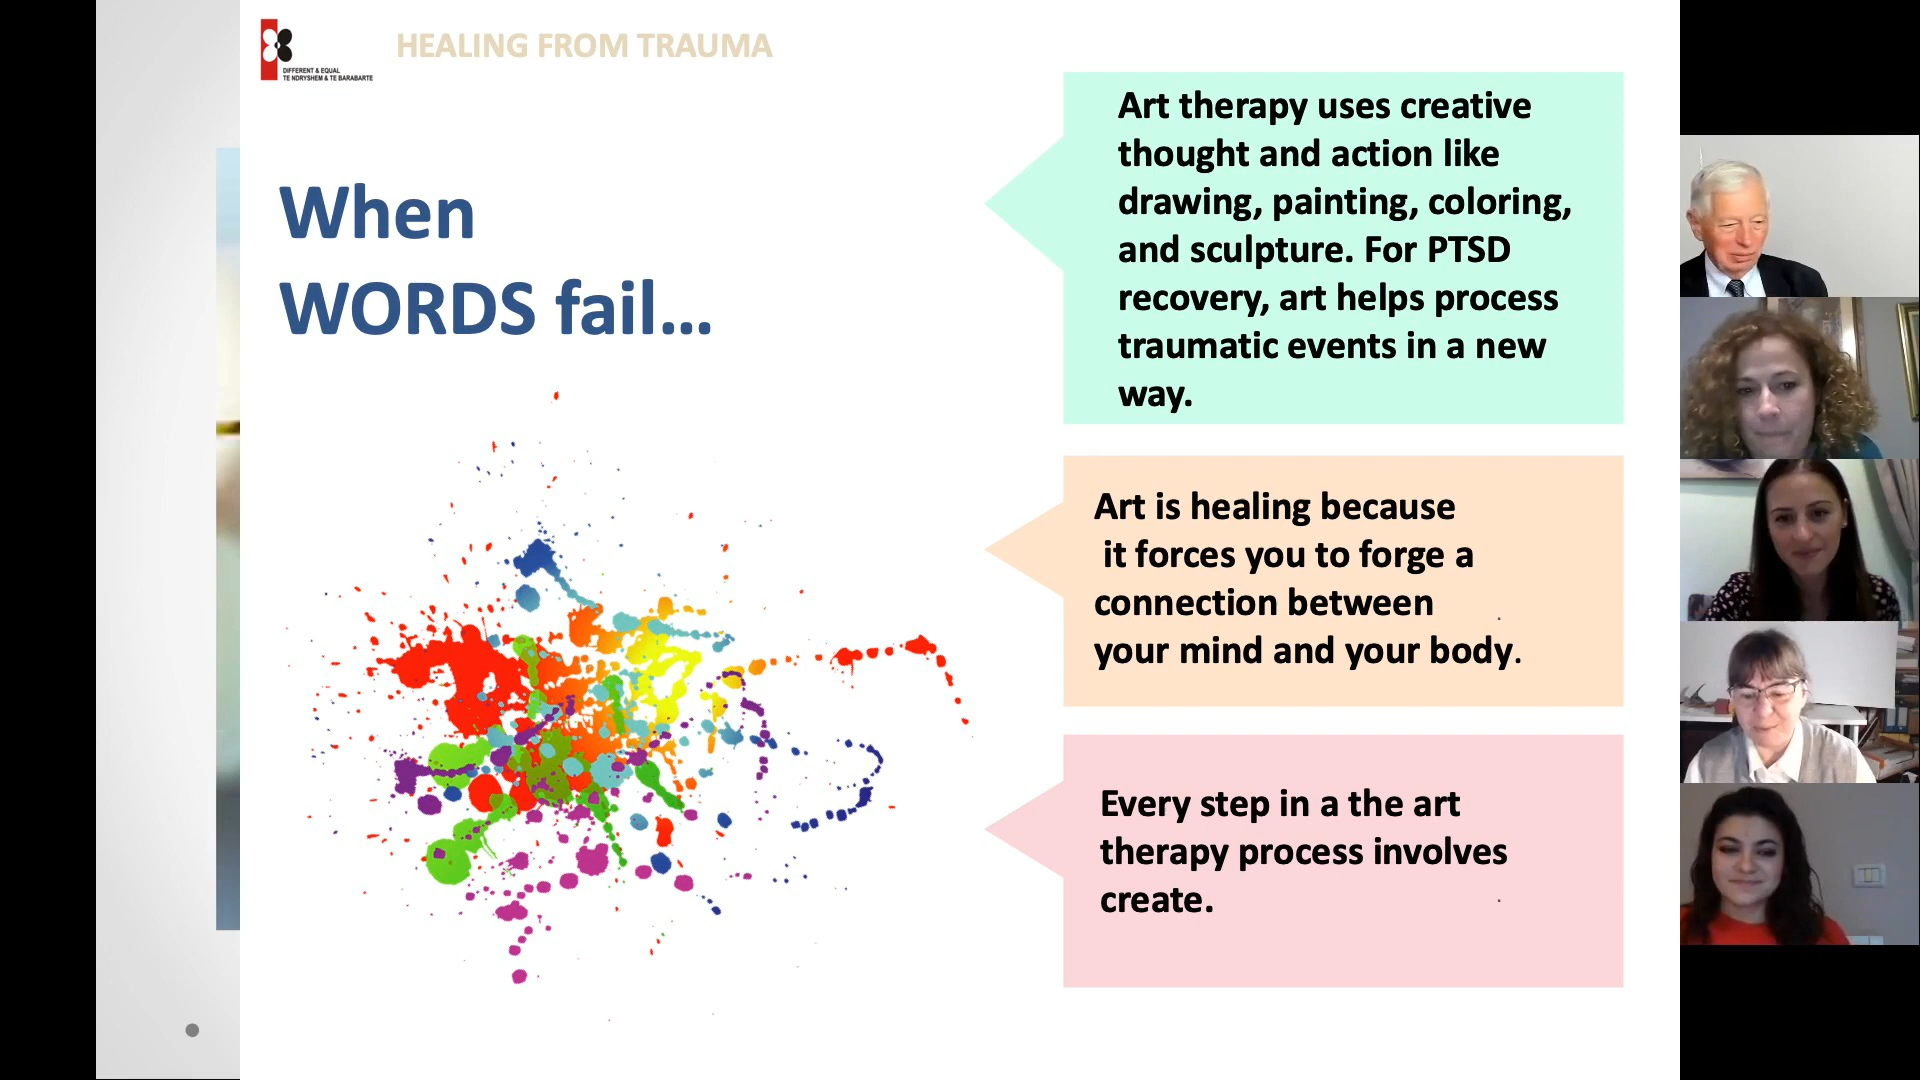 DIFFERENT & EQUAL
TE NDRYSHEM & TE BARABARTE
HEALING FROM TRAUMA
When
WORDS fail...
Art therapy uses creative
thought and action like
drawing, painting, coloring,
and sculpture. For PTSD
recovery, art helps process
traumatic events in a new
way.
Art is healing because
it forces you to forge a
connection between
your mind and your body.
Every step in a the art
therapy process involves
create.